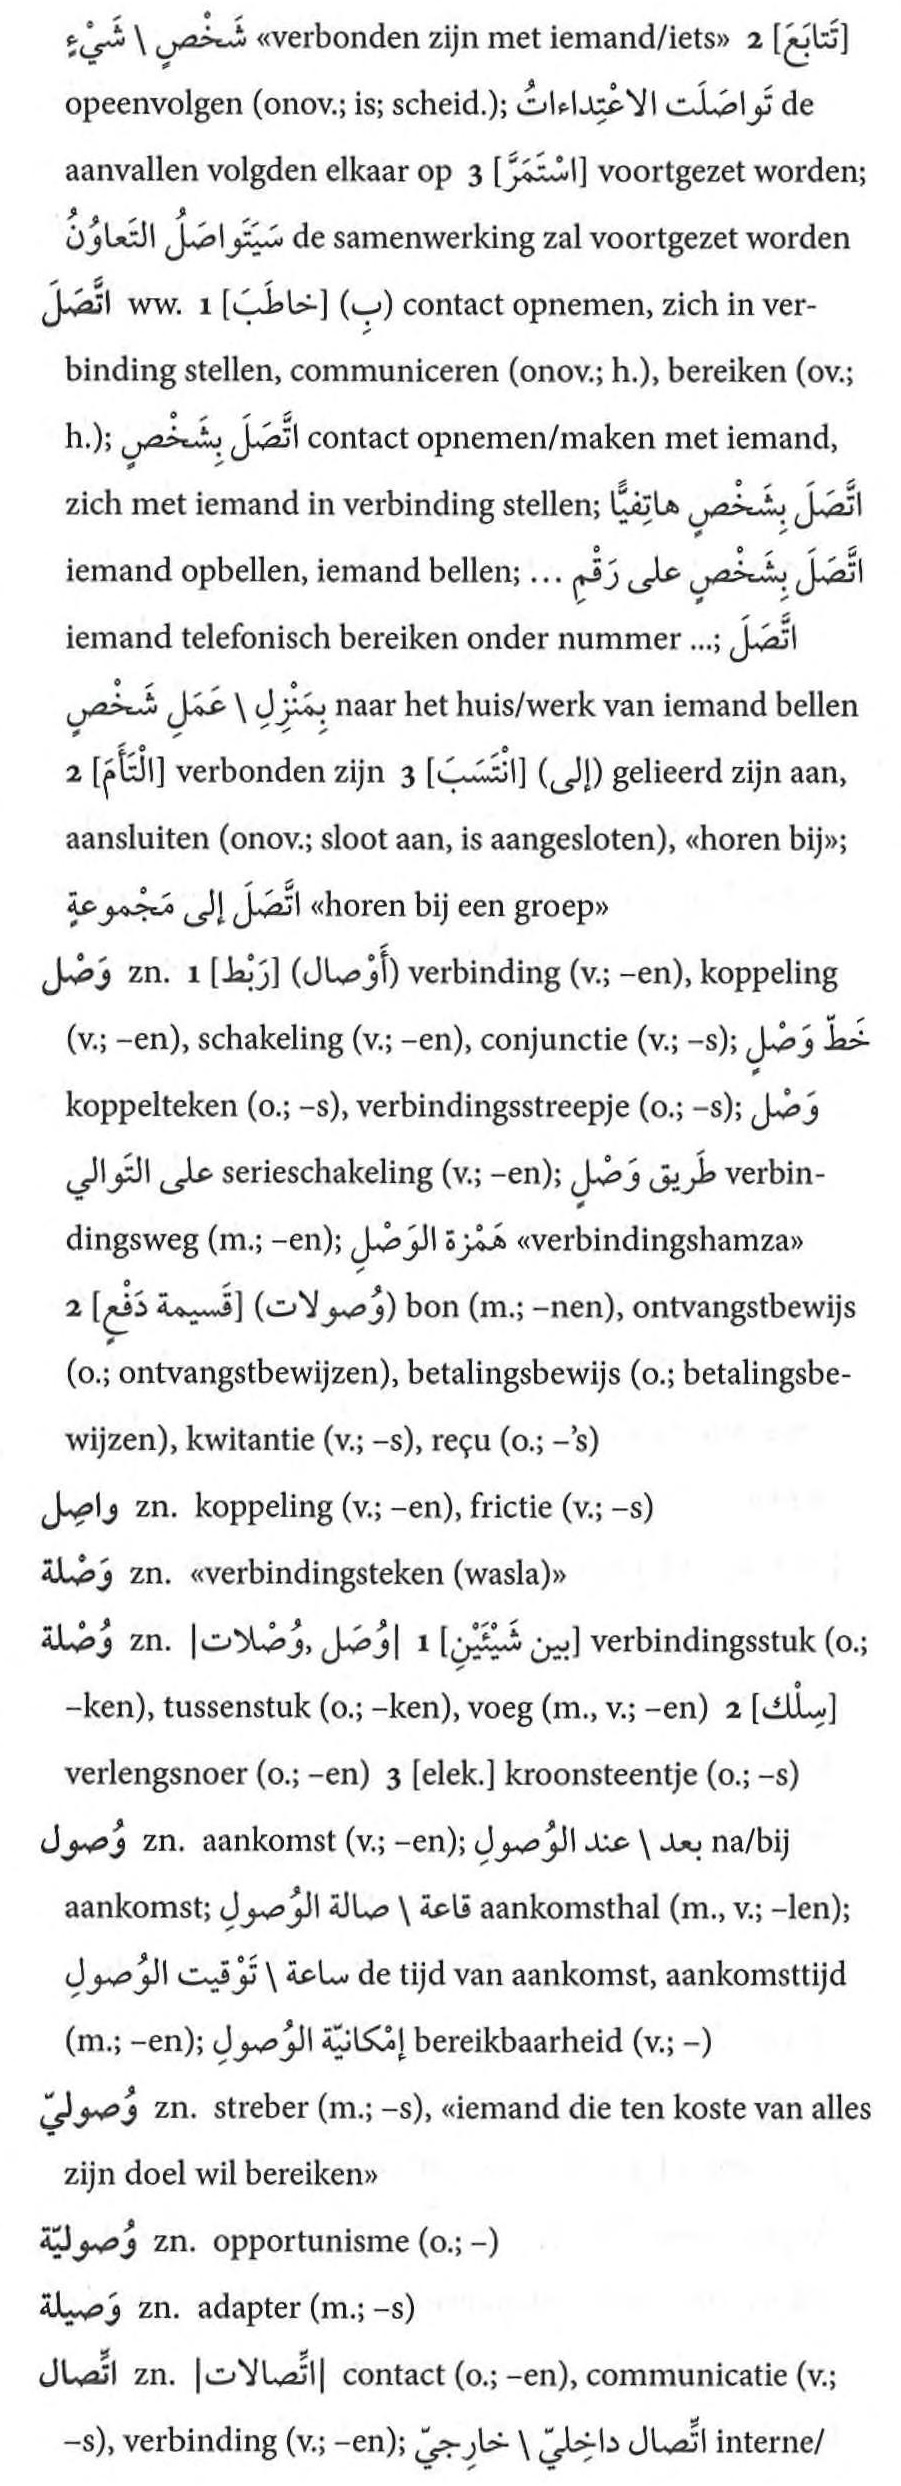 شَخْصٍ \ شَيْءٍ «verbonden zijn met iemand/iets» 2 [تَتابَعَ]
opeenvolgen (onov.; is; scheid.); تَواصَلَت الاعْتِداءاتُ de
aanvallen volgden elkaar op 3 [اسْتَمَرَّ] voortgezet worden;
سَيَتَواصَلُ التَعاوُنُ de samenwerking zal voortgezet worden
اتَّصَلَ ww. 1 [خاطَبَ] (بِ) contact opnemen, zich in ver-
binding stellen, communiceren (onov.; h.), bereiken (ov.;
h.); اتَّصَلَ بِشَخْصٍ contact opnemen/maken met iemand,
zich met iemand in verbinding stellen; اتَّصَلَ بِشَخْصٍ هاتِفيًّا
iemand opbellen, iemand bellen; اتَّصَلَ بِشَخْصٍ على رَقْمِ ...
iemand telefonisch bereiken onder nummer ...; اتَّصَلَ
بِمَنْزِلِ \ عَمَلِ شَخْصٍ naar het huis/werk van iemand bellen
2 [الْتَأَمَ] verbonden zijn 3 [انْتَسَبَ] (إلى) gelieerd zijn aan,
aansluiten (onov.; sloot aan, is aangesloten), «horen bij»;
اتَّصَلَ إلى مَجْموعةٍ «horen bij een groep»
وَصْل zn. 1 [رَبْط] (أَوْصال) verbinding (v.; –en), koppeling
(v.; –en), schakeling (v.; –en), conjunctie (v.; –s); خَطّ وَصْلٍ
koppelteken (o.; –s), verbindingsstreepje (o.; –s); وَصْل
على التَوالي serieschakeling (v.; –en); طَريق وَصْلٍ verbin-
dingsweg (m.; –en); هَمْزة الوَصْلِ «verbindingshamza»
2 [قَسيمة دَفْعٍ] (وُصولات) bon (m.; –nen), ontvangstbewijs
(o.; ontvangstbewijzen), betalingsbewijs (o.; betalingsbe-
wijzen), kwitantie (v.; –s), reçu (o.; –’s)
واصِل zn. koppeling (v.; –en), frictie (v.; –s)
وَصْلة zn. «verbindingsteken (wasla)»
وُصْلة zn. |وُصَل ,وُصْلات| 1 [بين شَيْئَيْنِ] verbindingsstuk (o.;
–ken), tussenstuk (o.; –ken), voeg (m., v.; –en) 2 [سِلْك]
verlengsnoer (o.; –en) 3 [elek.] kroonsteentje (o.; –s)
وُصول zn. aankomst (v.; –en); بعد \ عند الوُصولِ na/bij
aankomst; قاعة \ صالة الوُصولِ aankomsthal (m., v.; –len);
ساعة \ تَوْقيت الوُصولِ de tijd van aankomst, aankomsttijd
(m.; –en); إمْكانيّة الوُصولِ bereikbaarheid (v.; –)
وُصوليّ zn. streber (m.; –s), «iemand die ten koste van alles
zijn doel wil bereiken»
وُصوليّة zn. opportunisme (o.; –)
وَصيلة zn. adapter (m.; –s)
اتِّصال zn. |اتِّصالات| contact (o.; –en), communicatie (v.;
–s), verbinding (v.; –en); اتِّصال داخِليّ \ خارِجيّ interne/